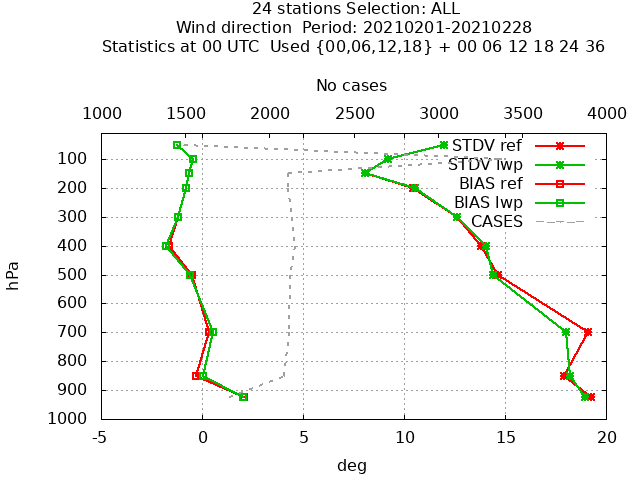 24 stations Selection: ALL
Wind direction  Period: 20210201-20210228
Statistics at 00 UTC  Used {00,06,12,18} + 00 06 12 18 24 36
No cases
1000 1500 2000 2500 3000 3500 4000
STDV ref
STDV lwp
BIAS ref
BIAS lwp
CASES
hPa
100
200
300
400
500
600
700
800
900
1000
-5 0 5 10 15 20
deg